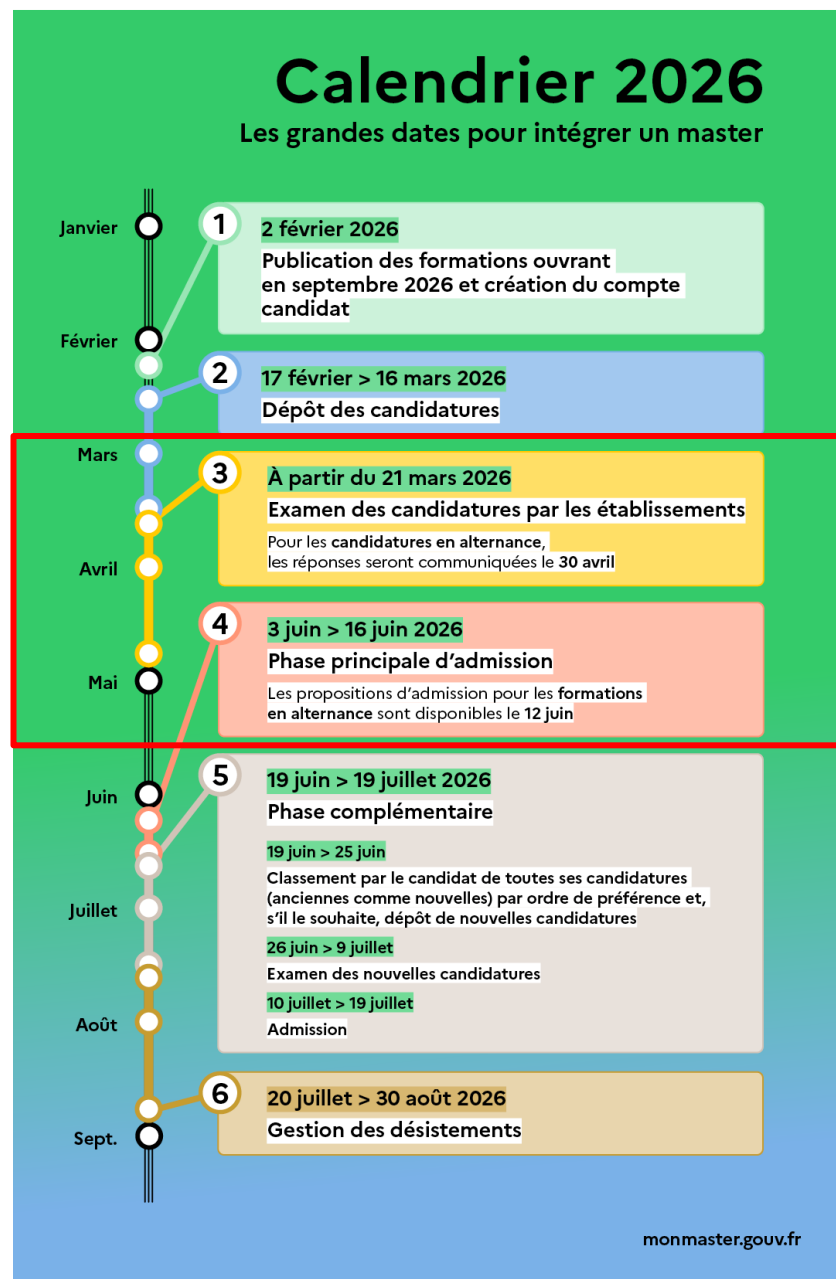 Calendrier 2026
Les grandes dates pour intégrer un master
Janvier
1
2 février 2026
Publication des formations ouvrant
en septembre 2026 et création du compte
candidat
Février
2
17 février > 16 mars 2026
Dépôt des candidatures
Mars
3
À partir du 21 mars 2026
Examen des candidatures par les établissements
Pour les candidatures en alternance,
les réponses seront communiquées le 30 avril
Avril
4
3 juin > 16 juin 2026
Phase principale d'admission
Les propositions d'admission pour les formations
en alternance sont disponibles le 12 juin
Mai
5
19 juin > 19 juillet 2026
Phase complémentaire
Juin
19 juin > 25 juin
Classement par le candidat de toutes ses candidatures
(anciennes comme nouvelles) par ordre de préférence et,
s'il le souhaite, dépôt de nouvelles candidatures
Juillet
26 juin > 9 juillet
Examen des nouvelles candidatures
10 juillet > 19 juillet
Admission
Août
6
20 juillet > 30 août 2026
Gestion des désistements
Sept.
monmaster.gouv.fr